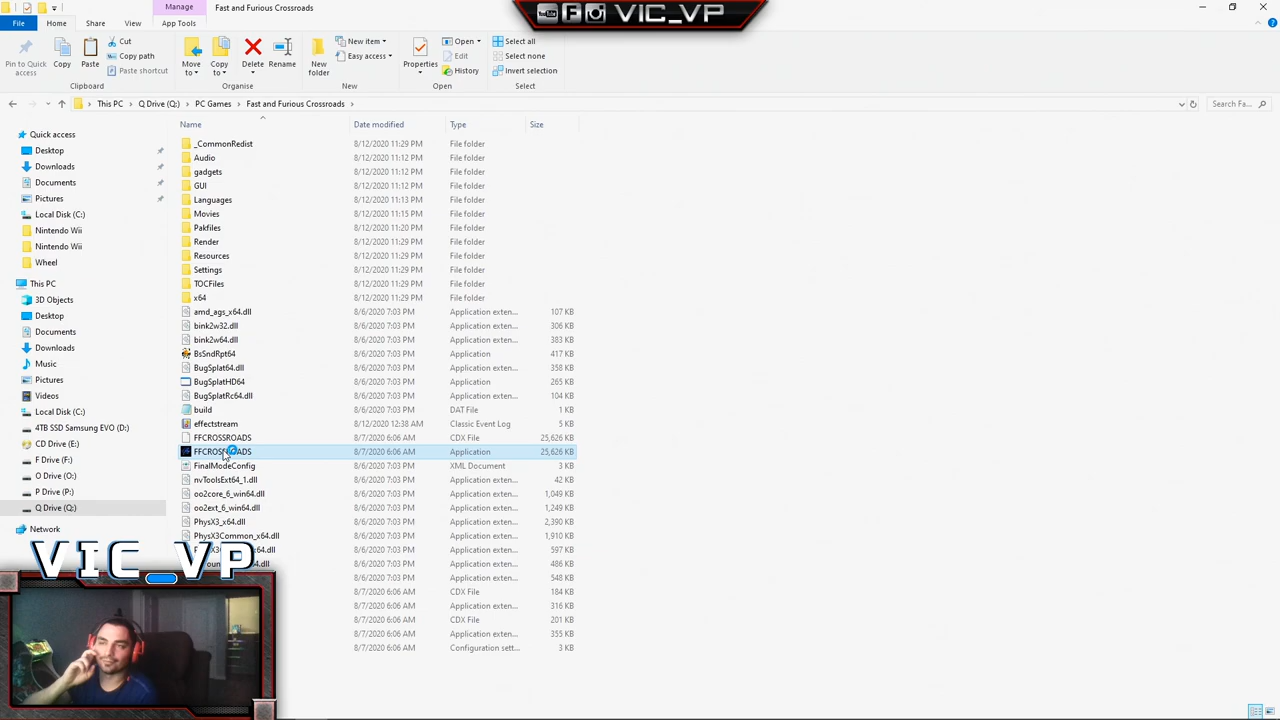 Manage
Fast and Furious Crossroads
VIC_VP
File
Home
Share
View
App Tools
Pin to Quick access
Copy
Paste
Cut
Copy path
Paste shortcut
Clipboard
Move to
Copy to
Delete
Rename
Organise
New folder
New item
Easy access
New
Properties
Open
Edit
History
Open
Select all
Select none
Invert selection
Select
This PC > Q Drive (Q:) > PC Games > Fast and Furious Crossroads >
Search Fa...
Name Date modified Type Size
_CommonRedist 8/12/2020 11:29 PM File folder
Audio 8/12/2020 11:12 PM File folder
gadgets 8/12/2020 11:12 PM File folder
GUI 8/12/2020 11:12 PM File folder
Languages 8/12/2020 11:13 PM File folder
Movies 8/12/2020 11:15 PM File folder
Pakfiles 8/12/2020 11:20 PM File folder
Render 8/12/2020 11:29 PM File folder
Resources 8/12/2020 11:29 PM File folder
Settings 8/12/2020 11:29 PM File folder
TOCFiles 8/12/2020 11:29 PM File folder
x64 8/12/2020 11:29 PM File folder
amd_ags_x64.dll 8/6/2020 7:03 PM Application exten... 107 KB
bink2w32.dll 8/6/2020 7:03 PM Application exten... 306 KB
bink2w64.dll 8/6/2020 7:03 PM Application exten... 383 KB
BsSndRpt64 8/6/2020 7:03 PM Application 417 KB
BugSplat64.dll 8/6/2020 7:03 PM Application exten... 358 KB
BugSplatHD64 8/6/2020 7:03 PM Application 265 KB
BugSplatRc64.dll 8/6/2020 7:03 PM Application exten... 104 KB
build 8/6/2020 7:03 PM DAT File 1 KB
effectstream 8/12/2020 12:38 AM Classic Event Log 5 KB
FFCROSSROADS 8/7/2020 6:06 AM CDX File 25,626 KB
FFCROSSROADS 8/7/2020 6:06 AM Application 25,626 KB
FinalModeConfig 8/6/2020 7:03 PM XML Document 3 KB
nvToolsExt64_1.dll 8/6/2020 7:03 PM Application exten... 42 KB
oo2core_6_win64.dll 8/6/2020 7:03 PM Application exten... 1,049 KB
oo2ext_6_win64.dll 8/6/2020 7:03 PM Application exten... 1,249 KB
PhysX3_x64.dll 8/6/2020 7:03 PM Application exten... 2,390 KB
PhysX3Common_x64.dll 8/6/2020 7:03 PM Application exten... 1,910 KB
64.dll 8/6/2020 7:03 PM Application exten... 597 KB
8/6/2020 7:03 PM Application exten... 486 KB
8/6/2020 7:03 PM Application exten... 548 KB
8/7/2020 6:06 AM CDX File 184 KB
8/7/2020 6:06 AM Application exten... 316 KB
8/7/2020 6:06 AM CDX File 201 KB
8/7/2020 6:06 AM Application exten... 355 KB
8/7/2020 6:06 AM Configuration sett... 3 KB
Quick access
Desktop
Downloads
Documents
Pictures
Local Disk (C:)
Nintendo Wii
Nintendo Wii
Wheel
This PC
3D Objects
Desktop
Documents
Downloads
Music
Pictures
Videos
Local Disk (C:)
4TB SSD Samsung EVO (D:)
CD Drive (E:)
F Drive (F:)
O Drive (O:)
P Drive (P:)
Q Drive (Q:)
Network
VIC_VP